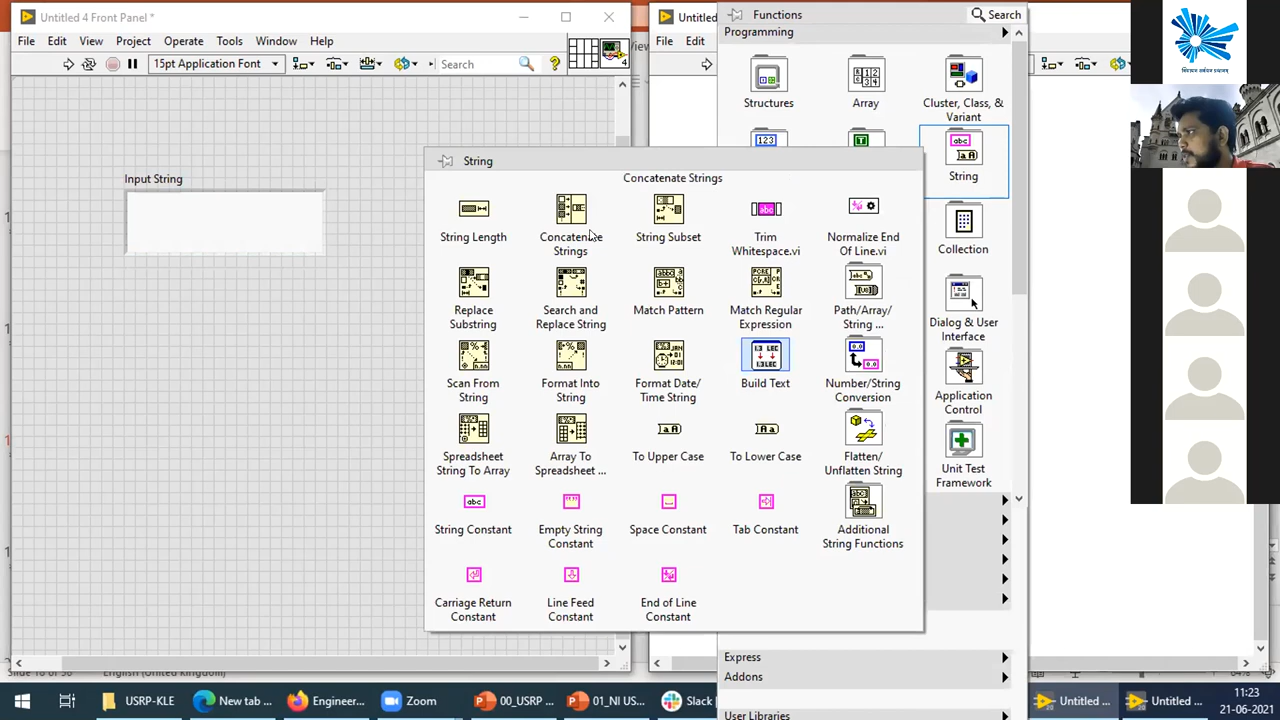 Untitled 4 Front Panel *
File Edit View Project Operate Tools Window Help
15pt Application Font
Search
4
Input String
Untitled
File Edit
Functions
Search
Programming
Structures
Array
Cluster, Class, & Variant
String
Collection
Dialog & User Interface
Application Control
Unit Test Framework
String
Concatenate Strings
String Length
Concatenate Strings
String Subset
Trim Whitespace.vi
Normalize End Of Line.vi
Replace Substring
Search and Replace String
Match Pattern
Match Regular Expression
Path/Array/ String ...
Scan From String
Format Into String
Format Date/ Time String
Build Text
Number/String Conversion
Spreadsheet String To Array
Array To Spreadsheet ...
To Upper Case
To Lower Case
Flatten/ Unflatten String
String Constant
Empty String Constant
Space Constant
Tab Constant
Additional String Functions
Carriage Return Constant
Line Feed Constant
End of Line Constant
Express
Addons
User Libraries
English (United Kingdom)
USRP-KLE
New tab ...
Engineer...
Zoom
00_USRP ...
01_NI US...
Slack
Untitled ...
Untitled ...
11:23
21-06-2021